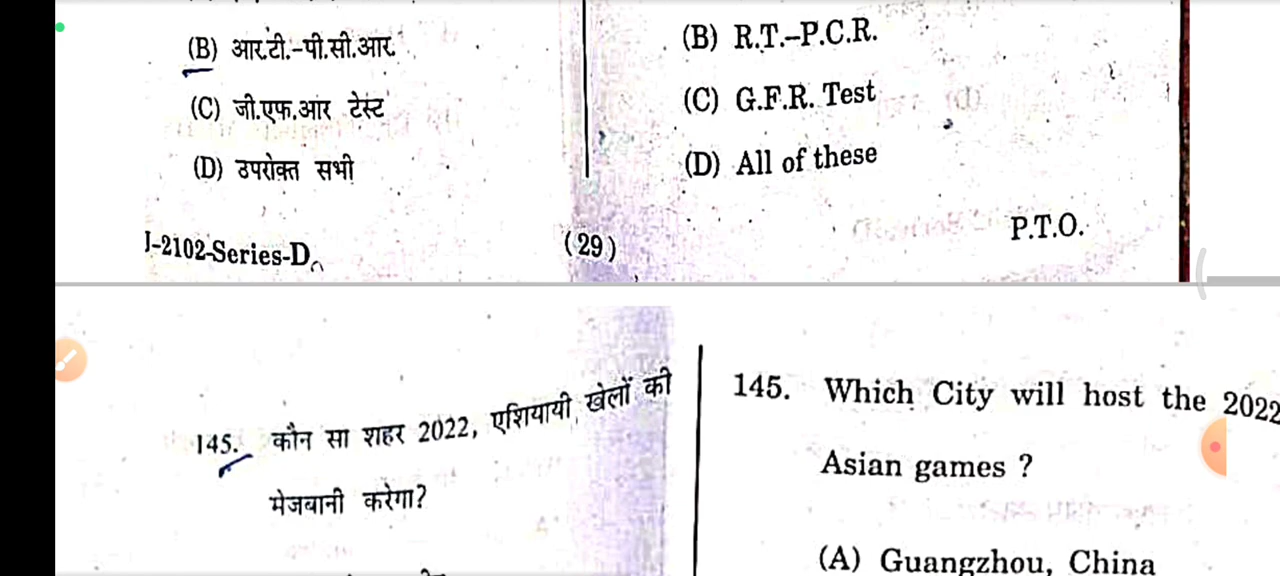 (B) आर.टी.–पी.सी.आर.
(C) जी.एफ.आर टेस्ट
(D) उपरोक्त सभी
(B) R.T.–P.C.R.
(C) G.F.R. Test
(D) All of these
J-2102-Series-D
(29)
P.T.O.
145. कौन सा शहर 2022, एशियायी खेलों की
मेजबानी करेगा?
145. Which City will host the 2022
Asian games ?
(A) Guangzhou, China